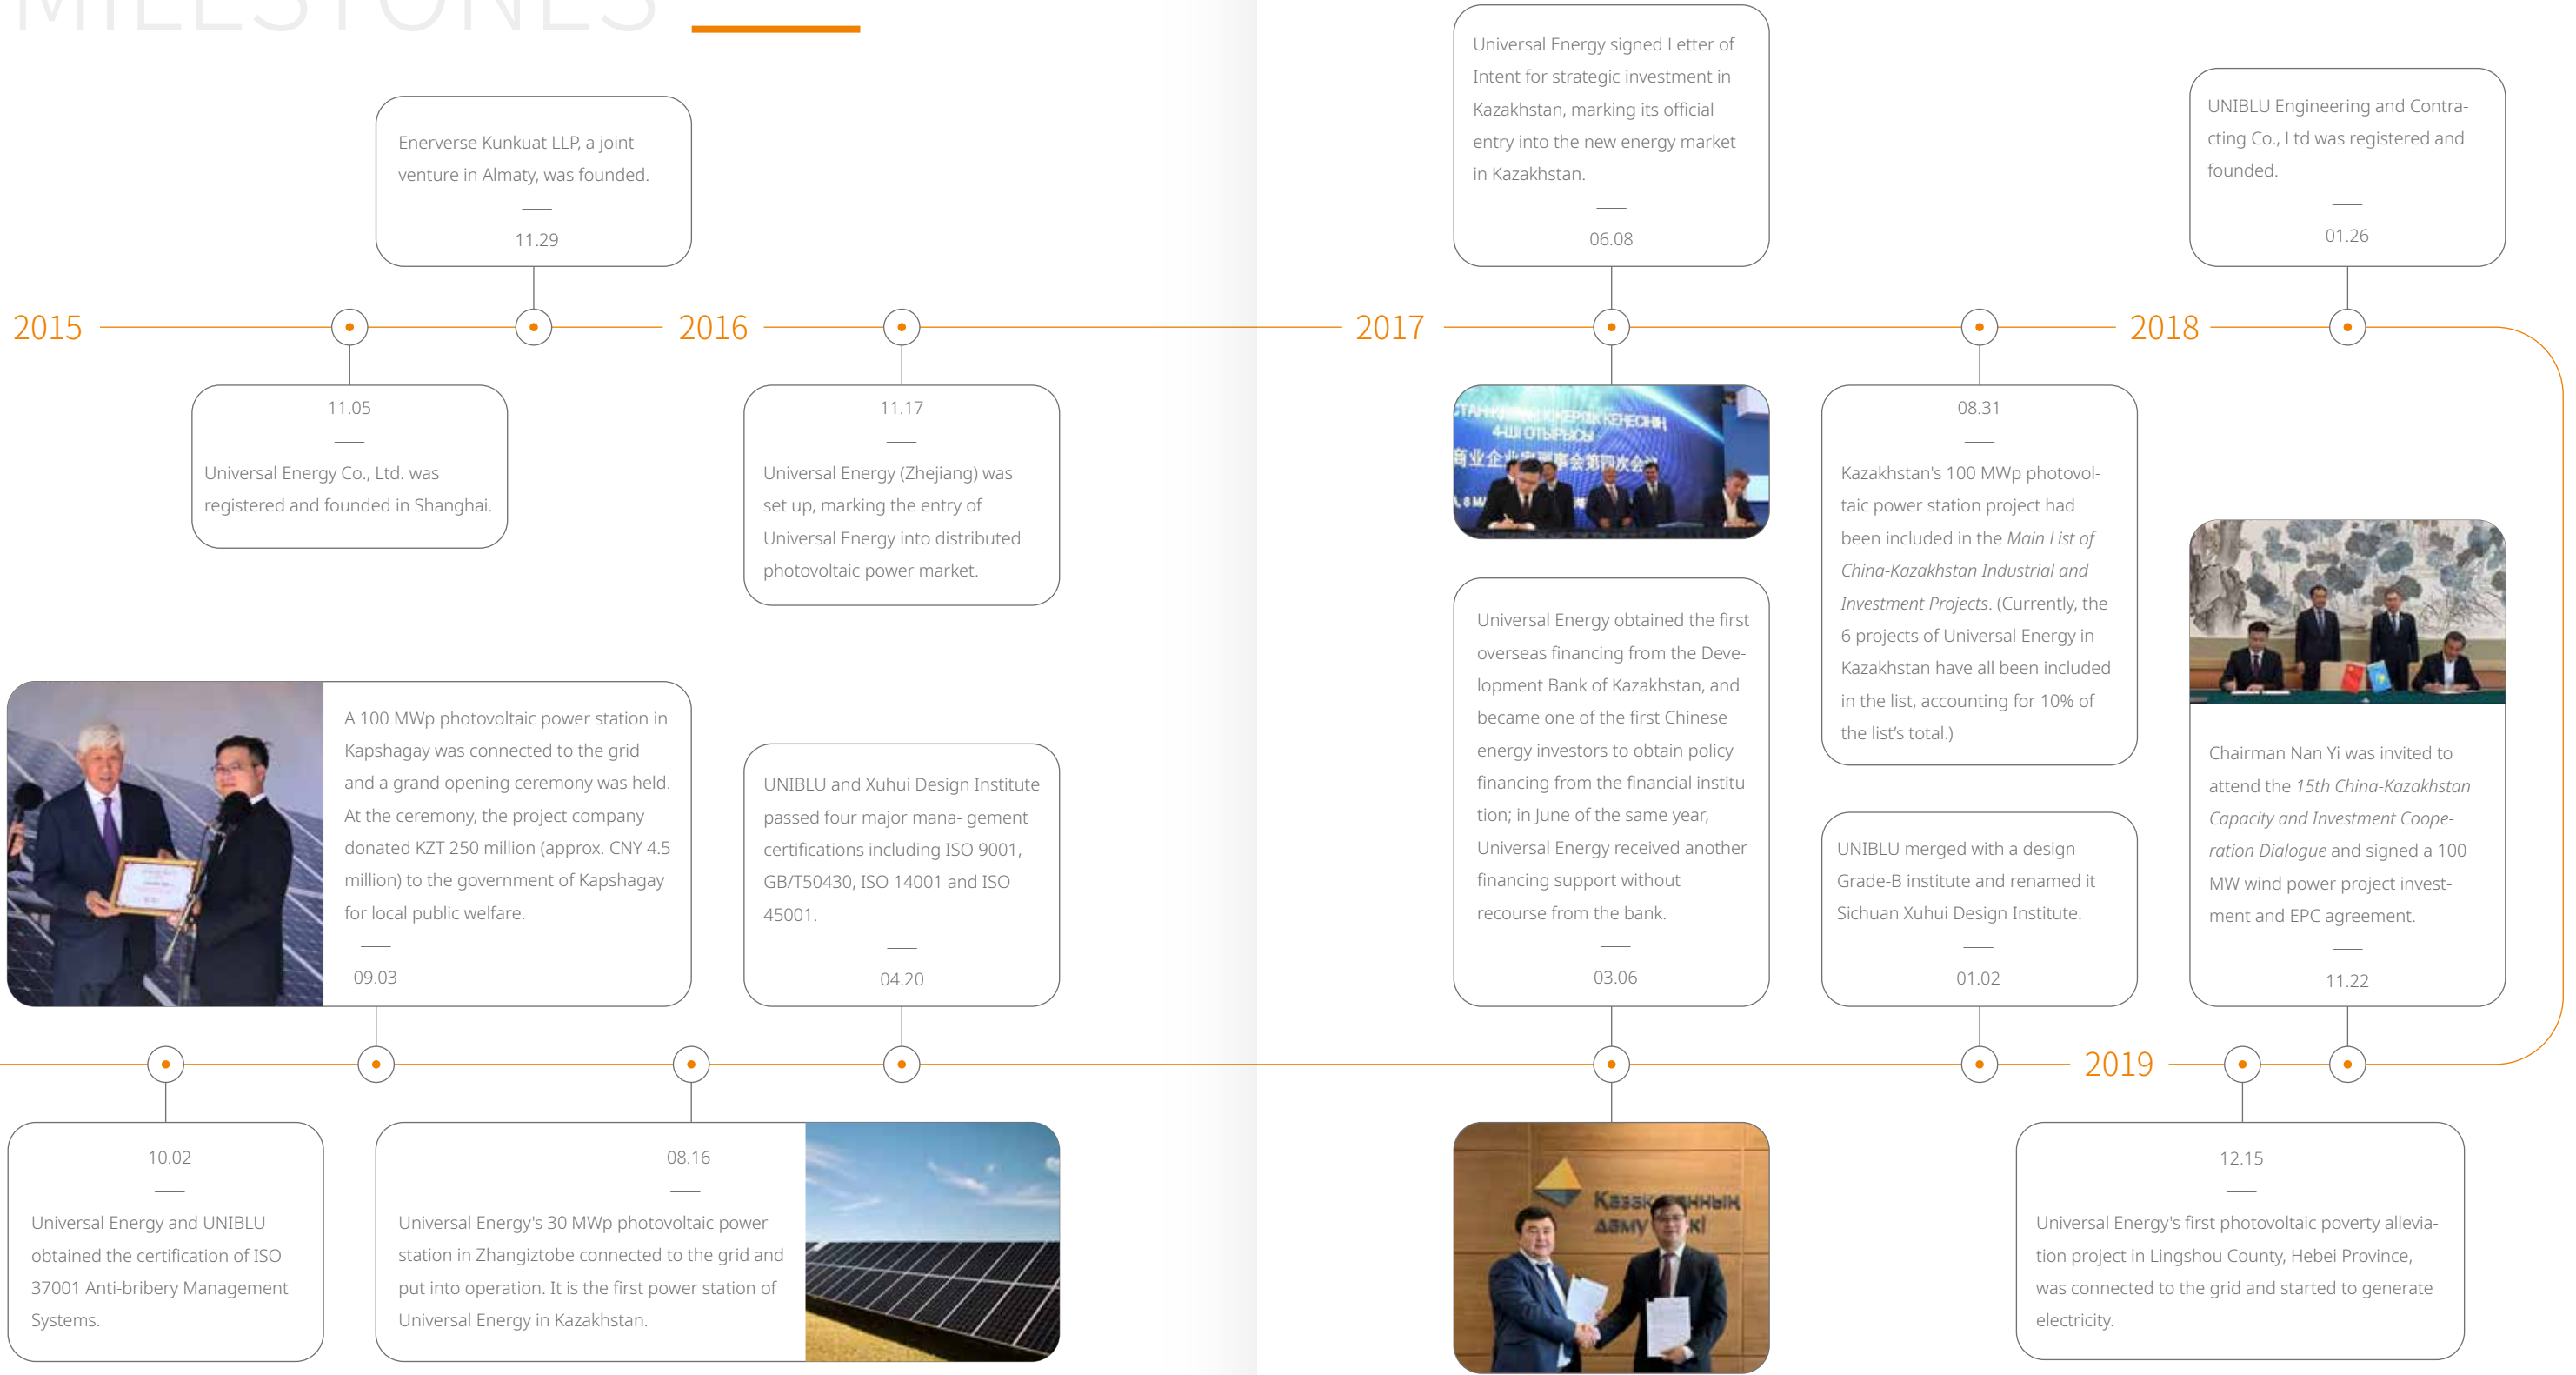 MILESTONES
2015
11.05
Universal Energy Co., Ltd. was
registered and founded in Shanghai.
Enerverse Kunkuat LLP, a joint
venture in Almaty, was founded.
11.29
2016
11.17
Universal Energy (Zhejiang) was
set up, marking the entry of
Universal Energy into distributed
photovoltaic power market.
2017
Universal Energy signed Letter of
Intent for strategic investment in
Kazakhstan, marking its official
entry into the new energy market
in Kazakhstan.
06.08
4-ШІ ОТЫРЫСЫ
08.31
Kazakhstan's 100 MWp photovol-
taic power station project had
been included in the Main List of
China-Kazakhstan Industrial and
Investment Projects. (Currently, the
6 projects of Universal Energy in
Kazakhstan have all been included
in the list, accounting for 10% of
the list’s total.)
2018
UNIBLU Engineering and Contra-
cting Co., Ltd was registered and
founded.
01.26
Chairman Nan Yi was invited to
attend the 15th China-Kazakhstan
Capacity and Investment Coope-
ration Dialogue and signed a 100
MW wind power project invest-
ment and EPC agreement.
11.22
12.15
Universal Energy's first photovoltaic poverty allevia-
tion project in Lingshou County, Hebei Province,
was connected to the grid and started to generate
electricity.
2019
UNIBLU merged with a design
Grade-B institute and renamed it
Sichuan Xuhui Design Institute.
01.02
Universal Energy obtained the first
overseas financing from the Deve-
lopment Bank of Kazakhstan, and
became one of the first Chinese
energy investors to obtain policy
financing from the financial institu-
tion; in June of the same year,
Universal Energy received another
financing support without
recourse from the bank.
03.06
UNIBLU and Xuhui Design Institute
passed four major mana- gement
certifications including ISO 9001,
GB/T50430, ISO 14001 and ISO
45001.
04.20
08.16
Universal Energy's 30 MWp photovoltaic power
station in Zhangiztobe connected to the grid and
put into operation. It is the first power station of
Universal Energy in Kazakhstan.
A 100 MWp photovoltaic power station in
Kapshagay was connected to the grid
and a grand opening ceremony was held.
At the ceremony, the project company
donated KZT 250 million (approx. CNY 4.5
million) to the government of Kapshagay
for local public welfare.
09.03
10.02
Universal Energy and UNIBLU
obtained the certification of ISO
37001 Anti-bribery Management
Systems.